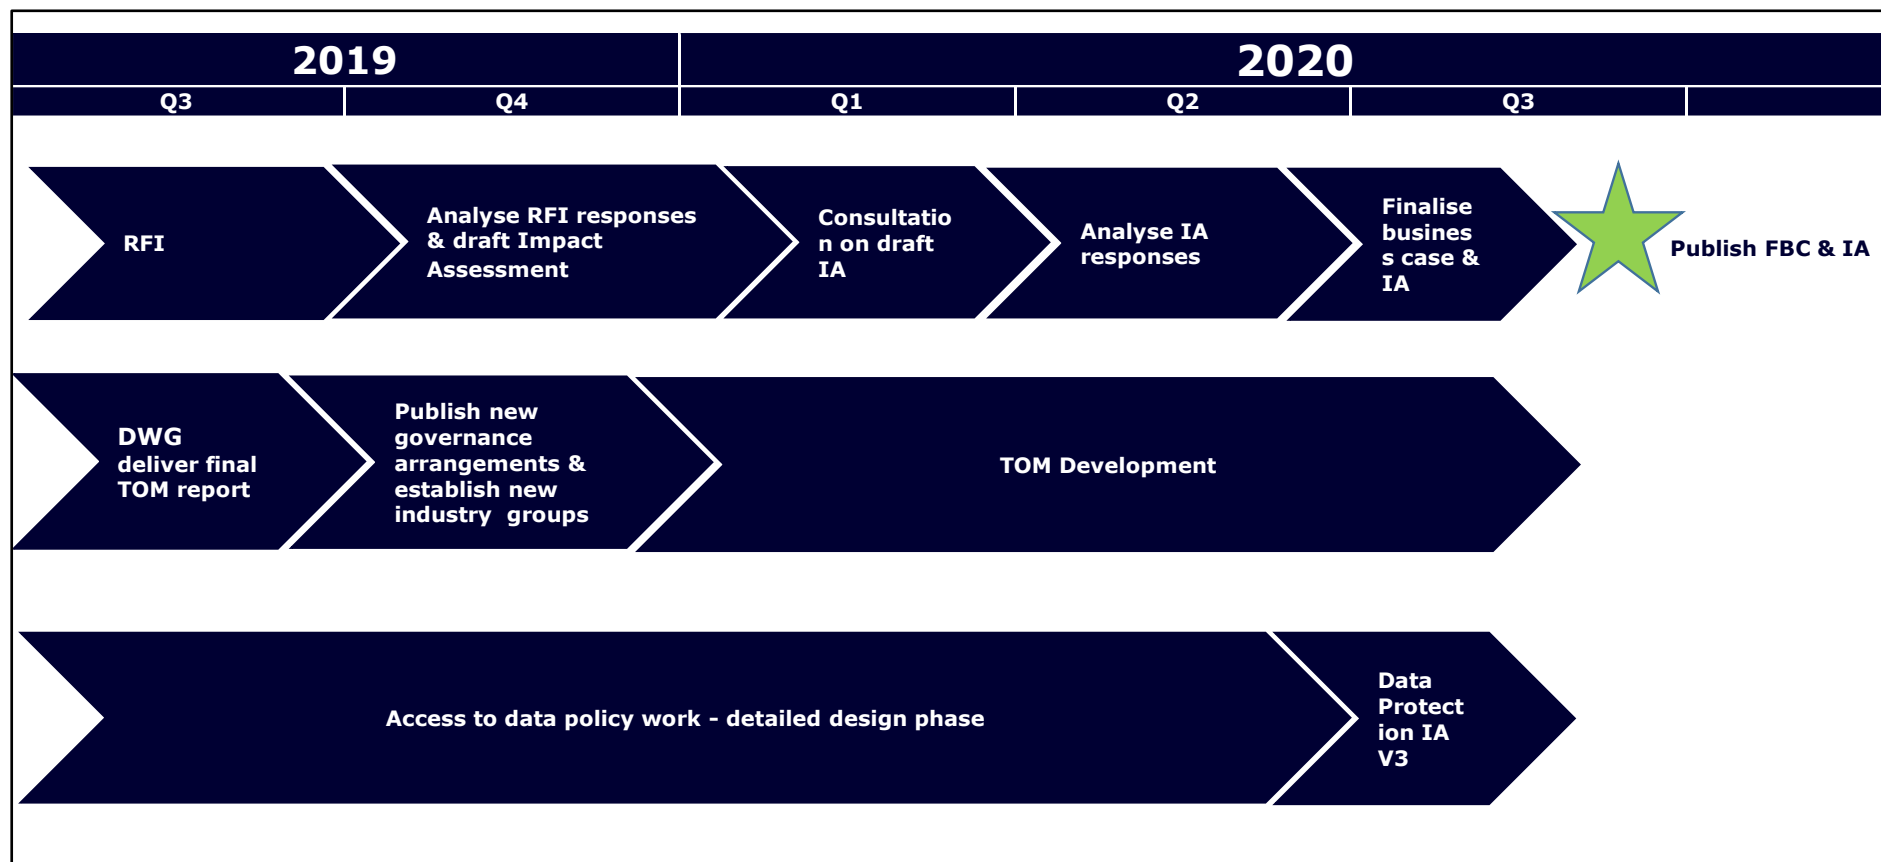 2019
2020
Q3
Q4
Q1
Q2
Q3
RFI
Analyse RFI responses
& draft Impact
Assessment
Consultatio
n on draft
IA
Analyse IA
responses
Finalise
busines
s case &
IA
Publish FBC & IA
DWG
deliver final
TOM report
Publish new
governance
arrangements &
establish new
industry groups
TOM Development
Access to data policy work - detailed design phase
Data
Protect
ion IA
V3